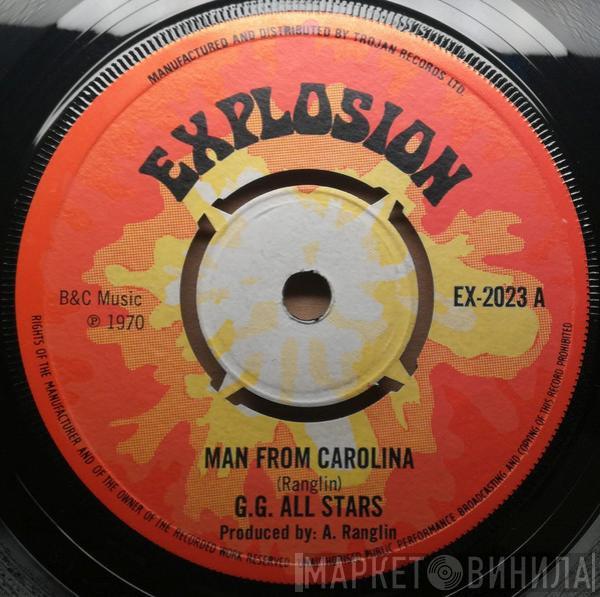 MANUFACTURED AND DISTRIBUTED BY TROJAN RECORDS LTD.
EXPLOSION
B&C Music
℗ 1970
EX-2023 A
MAN FROM CAROLINA
(Ranglin)
G.G. ALL STARS
Produced by: A. Ranglin
RIGHTS OF THE MANUFACTURER AND OF THE OWNER OF THE RECORDED WORK RESERVED UNAUTHORISED PUBLIC PERFORMANCE BROADCASTING AND COPYING OF THIS RECORD PROHIBITED
МАРКЕТ ВИНИЛА